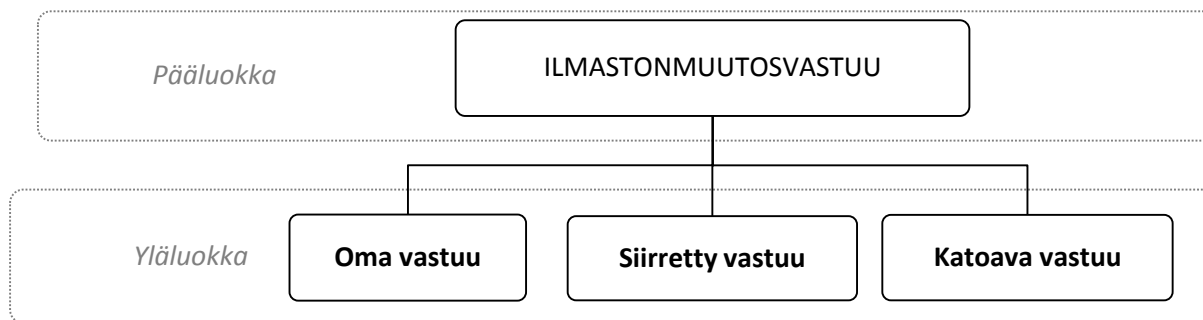 Pääluokka
ILMASTONMUUTOSVASTUU
Yläluokka
Oma vastuu
Siirretty vastuu
Katoava vastuu